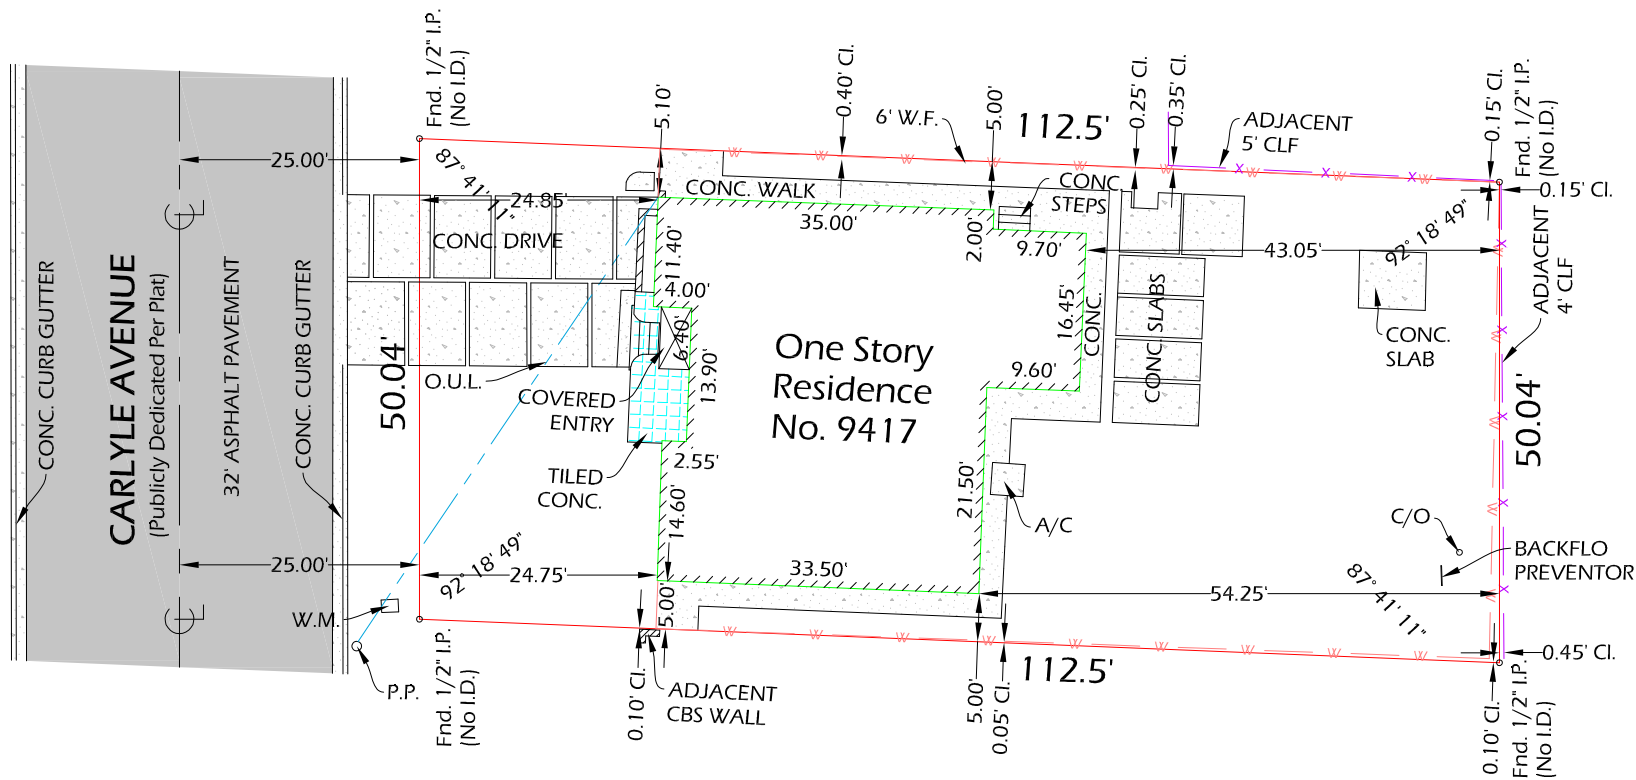 CONC. CURB GUTTER
CARLYLE AVENUE
(Publicly Dedicated Per Plat)
32' ASPHALT PAVEMENT
CONC. CURB GUTTER
25.00'
25.00'
Fnd. 1/2" I.P.
(No I.D.)
87° 41' 11"
24.85'
CONC. DRIVE
50.04'
O.U.L.
COVERED
ENTRY
TILED
CONC.
92° 18' 49"
24.75'
W.M.
P.P.
Fnd. 1/2" I.P.
(No I.D.)
5.10'
CONC. WALK
0.40' Cl.
6' W.F.
5.00'
112.5'
0.25' Cl.
0.35' Cl.
ADJACENT
5' CLF
0.15' Cl.
Fnd. 1/2" I.P.
(No I.D.)
0.15' Cl.
CONC.
STEPS
35.00'
2.00'
9.70'
11.40'
4.00'
6.40'
13.90'
2.55'
14.60'
One Story
Residence
No. 9417
16.45'
CONC.
9.60'
21.50'
33.50'
CONC. SLABS
43.05'
92° 18' 49"
ADJACENT
4' CLF
CONC.
SLAB
50.04'
A/C
C/O
BACKFLO
PREVENTOR
54.25'
87° 41' 11"
0.45' Cl.
5.00'
0.10' Cl.
ADJACENT
CBS WALL
5.00'
0.05' Cl.
112.5'
0.10' Cl.
Fnd. 1/2" I.P.
(No I.D.)